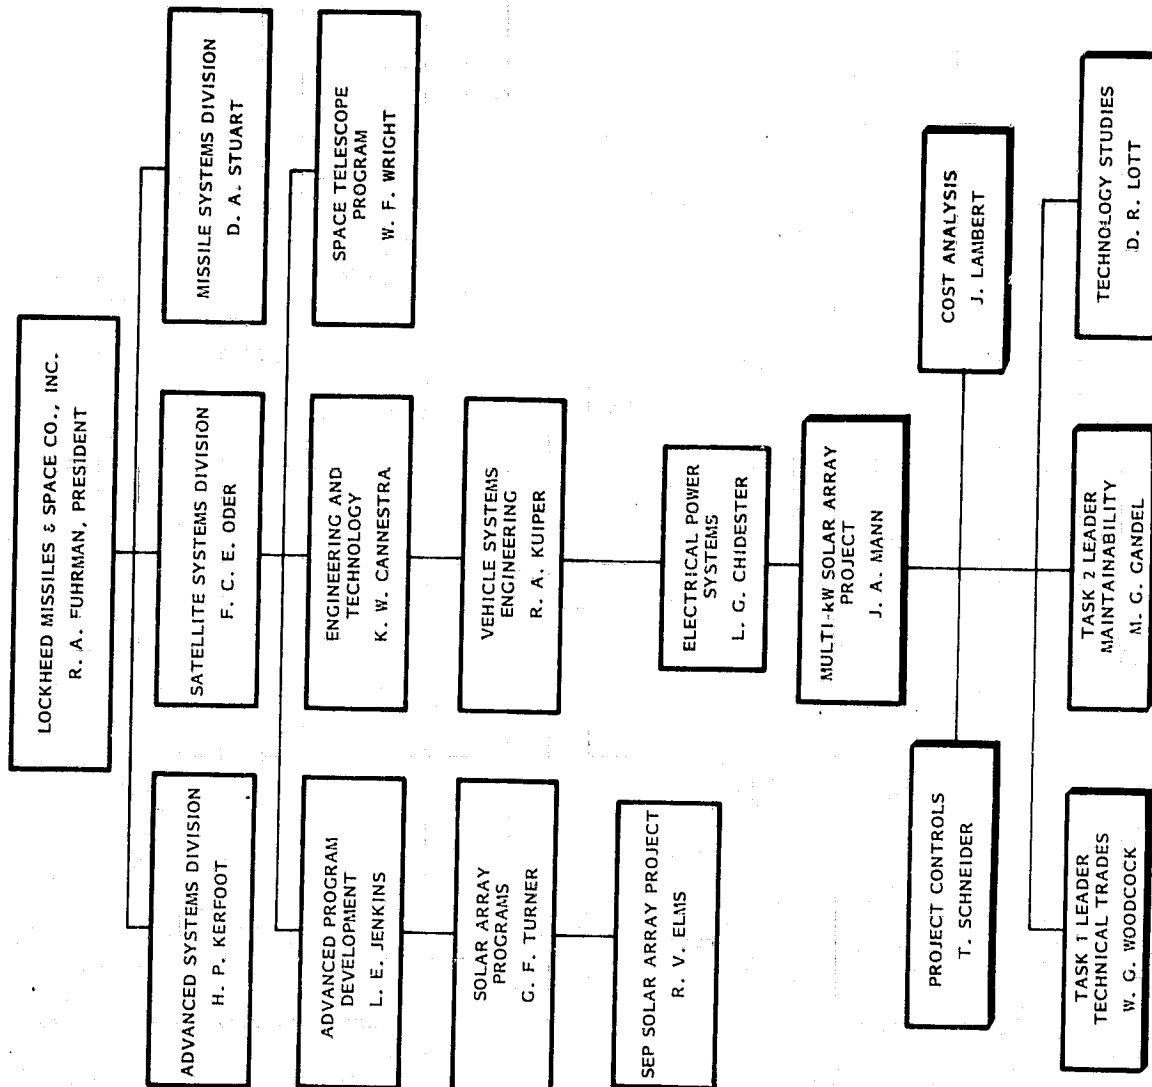 LOCKHEED MISSILES & SPACE CO., INC.
R. A. FUHRMAN, PRESIDENT
ADVANCED SYSTEMS DIVISION
H. P. KERFOOT
SATELLITE SYSTEMS DIVISION
F. C. E. ODER
MISSILE SYSTEMS DIVISION
D. A. STUART
ADVANCED PROGRAM
DEVELOPMENT
L. E. JENKINS
ENGINEERING AND
TECHNOLOGY
K. W. CANNESTRA
SPACE TELESCOPE
PROGRAM
W. F. WRIGHT
SOLAR ARRAY
PROGRAMS
G. F. TURNER
VEHICLE SYSTEMS
ENGINEERING
R. A. KUIPER
SEP SOLAR ARRAY PROJECT
R. V. ELMS
ELECTRICAL POWER
SYSTEMS
L. G. CHIDESTER
MULTI-kW SOLAR ARRAY
PROJECT
J. A. MANN
PROJECT CONTROLS
T. SCHNEIDER
COST ANALYSIS
J. LAMBERT
TASK 1 LEADER
TECHNICAL TRADES
W. G. WOODCOCK
TASK 2 LEADER
MAINTAINABILITY
M. G. GANDEL
TECHNOLOGY STUDIES
D. R. LOTT